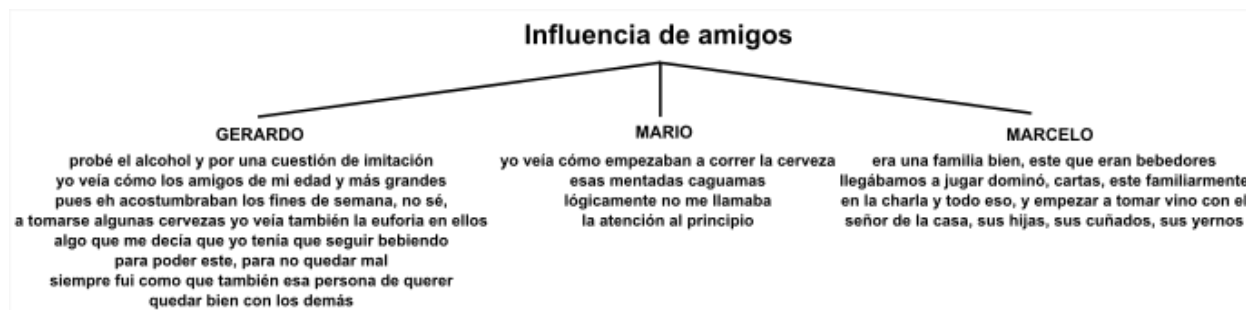 Influencia de amigos
GERARDO
probé el alcohol y por una cuestión de imitación
yo veía cómo los amigos de mi edad y más grandes
pues eh acostumbraban los fines de semana, no sé,
a tomarse algunas cervezas yo veía también la euforia en ellos
algo que me decía que yo tenía que seguir bebiendo
para poder este, para no quedar mal
siempre fui como que también esa persona de querer
quedar bien con los demás
MARIO
yo veía cómo empezaban a correr la cerveza
esas mentadas caguamas
lógicamente no me llamaba
la atención al principio
MARCELO
era una familia bien, este que eran bebedores
llegábamos a jugar dominó, cartas, este familiarmente
en la charla y todo eso, y empezar a tomar vino con el
señor de la casa, sus hijas, sus cuñados, sus yernos